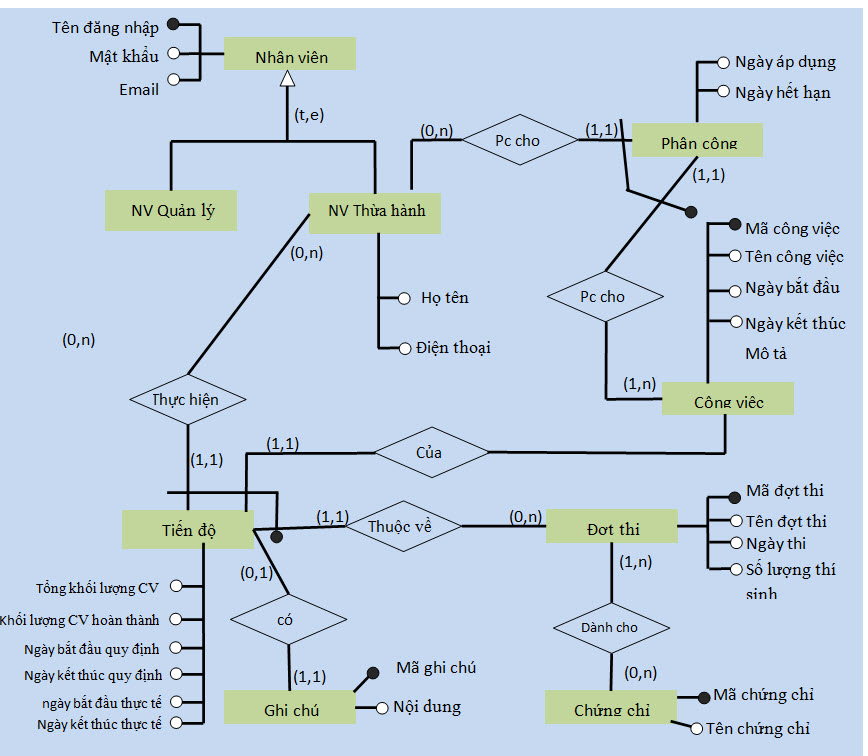 Tên đăng nhập
Mật khẩu
Email
Nhân viên
(t,e)
NV Quản lý
NV Thừa hành
(0,n)
Pc cho
(1,1)
Phân công
Ngày áp dụng
Ngày hết hạn
(1,1)
Mã công việc
Tên công việc
Ngày bắt đầu
Ngày kết thúc
Mô tả
(0,n)
Họ tên
Điện thoại
Pc cho
(0,n)
(1,n)
Công việc
Thực hiện
(1,1)
(1,1)
Của
Tiến độ
(1,1)
Thuộc về
(0,n)
Đợt thi
Mã đợt thi
Tên đợt thi
Ngày thi
Số lượng thí
sinh
(0,1)
(1,n)
Tổng khối lượng CV
Khối lượng CV hoàn thành
Ngày bắt đầu quy định
Ngày kết thúc quy định
ngày bắt đầu thực tế
Ngày kết thúc thực tế
có
Dành cho
(1,1)
(0,n)
Mã ghi chú
Nội dung
Ghi chú
Chứng chỉ
Mã chứng chỉ
Tên chứng chỉ